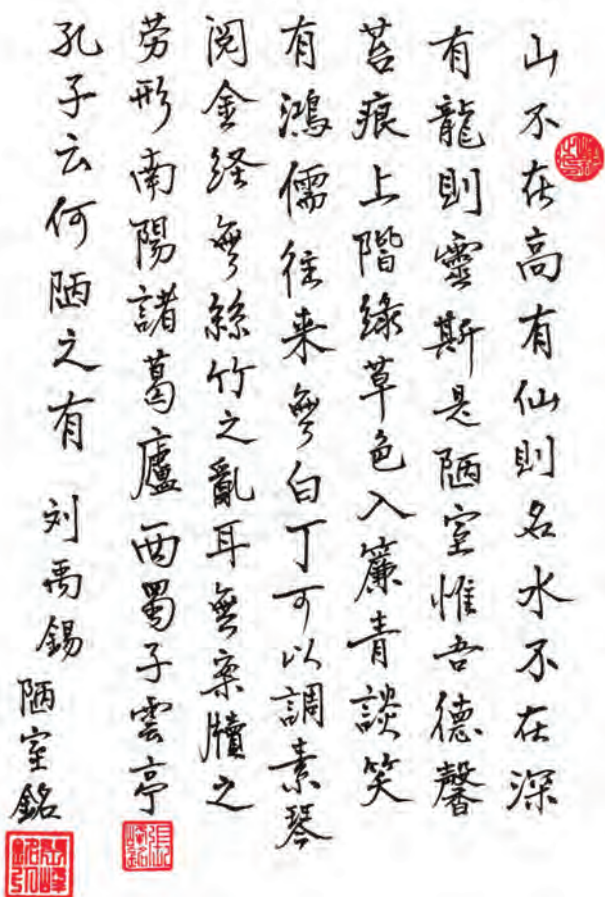 山不在高有仙則名水不在深
有龍則靈斯是陋室惟吾德馨
苔痕上階綠草色入簾青談笑
有鴻儒往来無白丁可以調素琴
阅金経無絲竹之亂耳無案牘之
劳形南陽諸葛廬西蜀子雲亭
孔子云何陋之有 刘禹錫
陋室銘